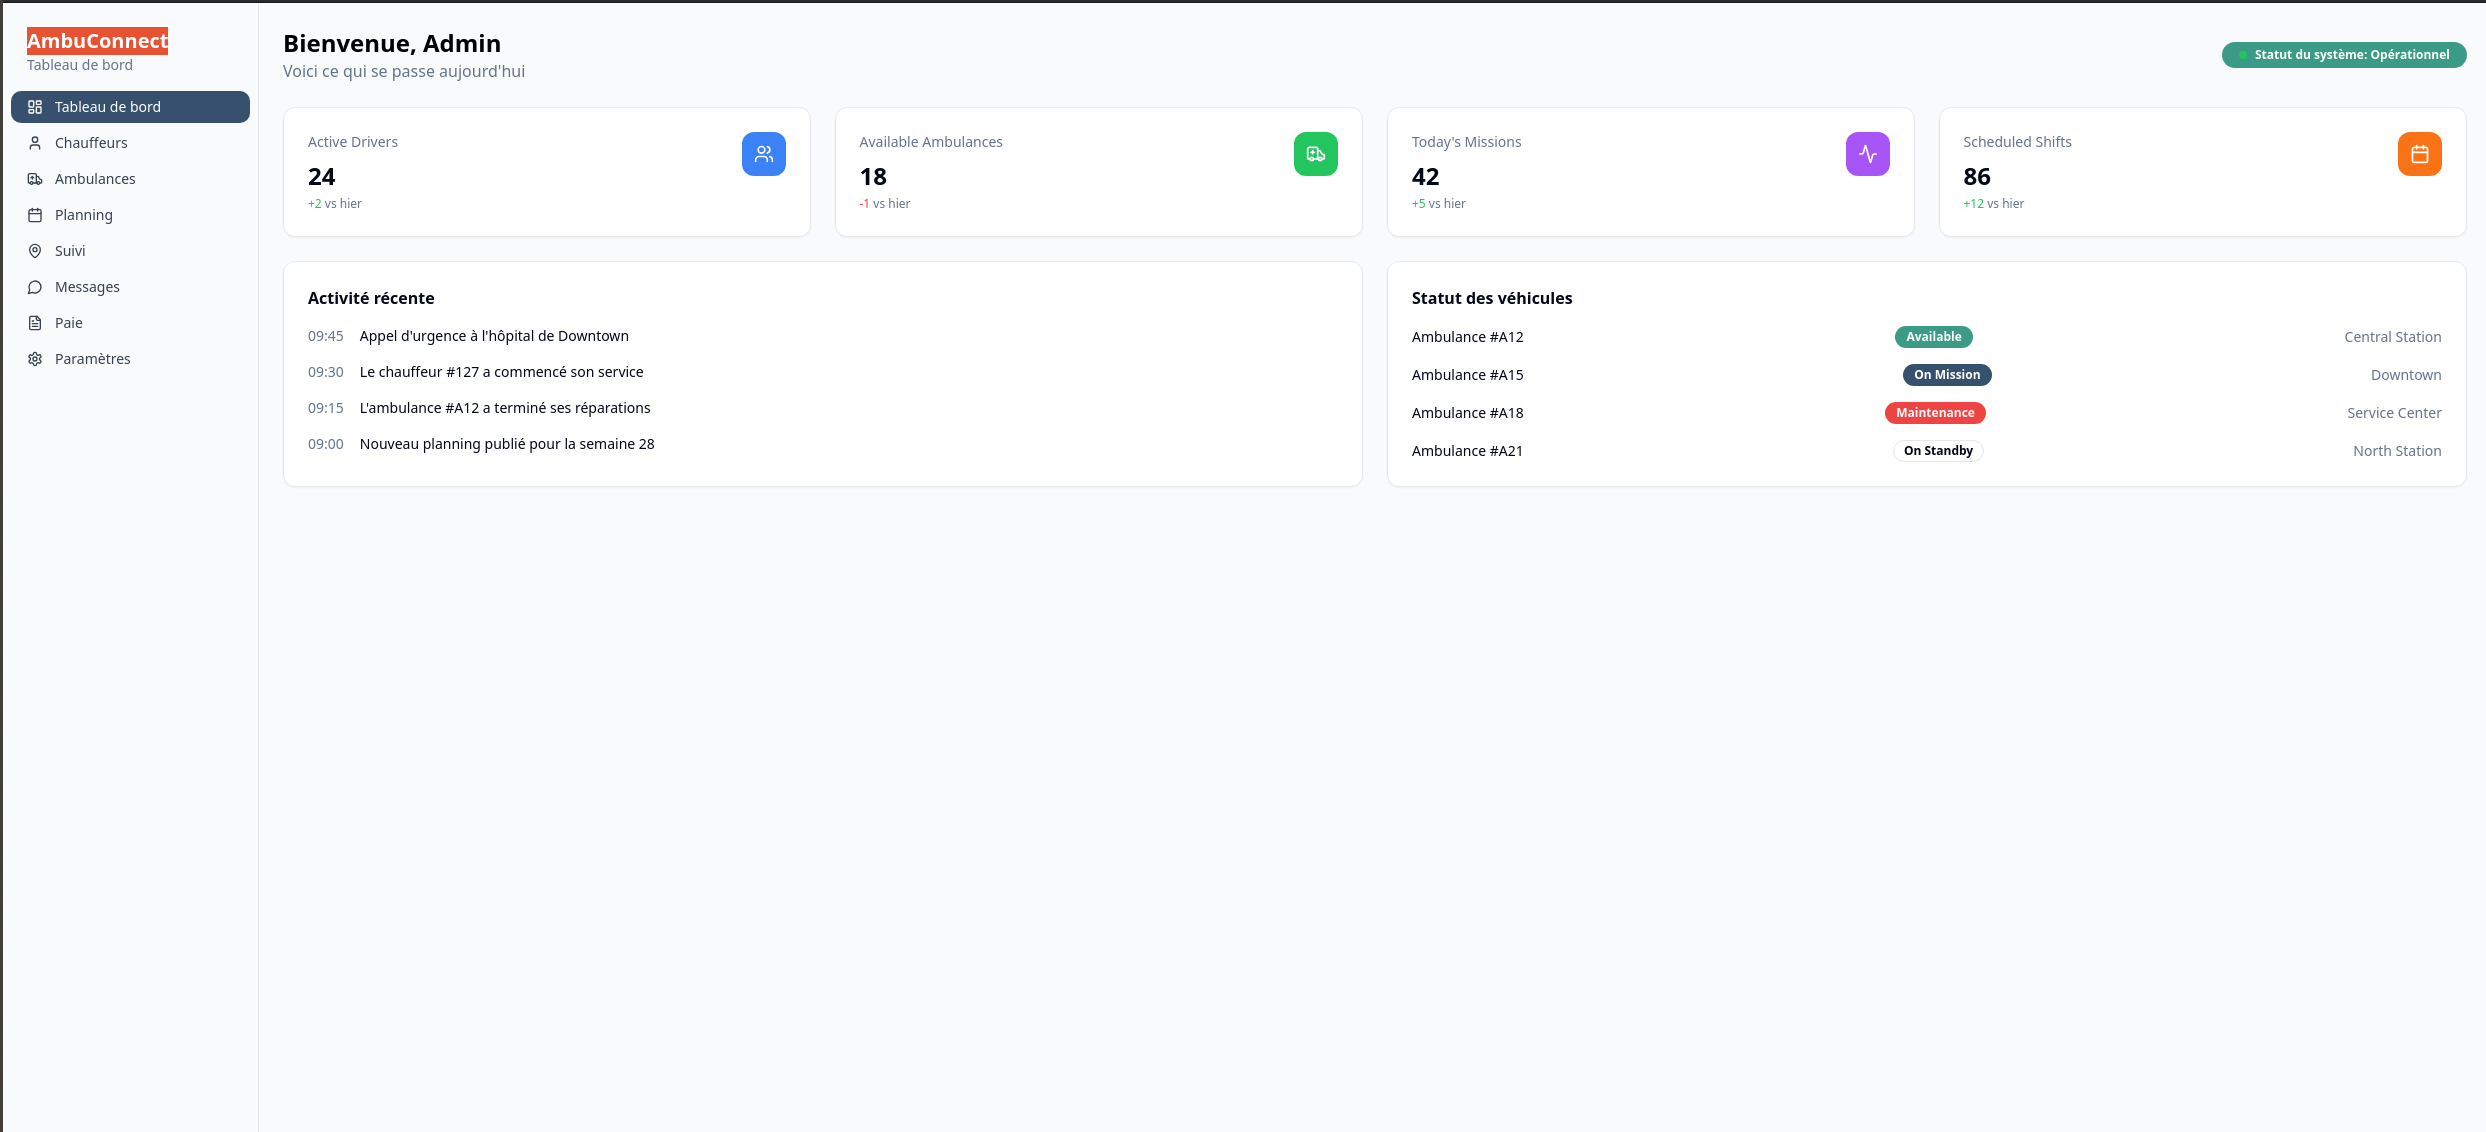 AmbuConnect
Tableau de bord
Tableau de bord
Chauffeurs
Ambulances
Planning
Suivi
Messages
Paie
Paramètres
Bienvenue, Admin
Voici ce qui se passe aujourd'hui
Statut du système: Opérationnel
Active Drivers
24
+2 vs hier
Available Ambulances
18
-1 vs hier
Today's Missions
42
+5 vs hier
Scheduled Shifts
86
+12 vs hier
Activité récente
09:45 Appel d'urgence à l'hôpital de Downtown
09:30 Le chauffeur #127 a commencé son service
09:15 L'ambulance #A12 a terminé ses réparations
09:00 Nouveau planning publié pour la semaine 28
Statut des véhicules
Ambulance #A12 Available Central Station
Ambulance #A15 On Mission Downtown
Ambulance #A18 Maintenance Service Center
Ambulance #A21 On Standby North Station